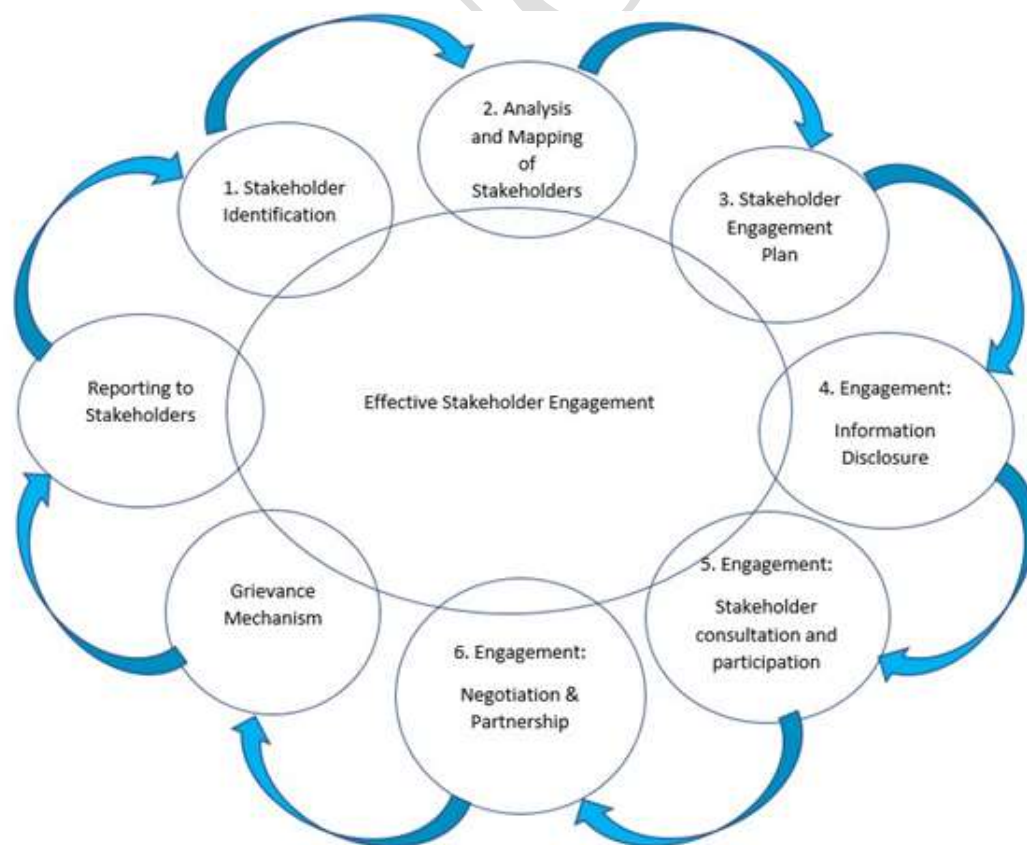 1. Stakeholder
Identification
2. Analysis
and Mapping
of
Stakeholders
3. Stakeholder
Engagement
Plan
4. Engagement:
Information
Disclosure
5. Engagement:
Stakeholder
consultation and
participation
6. Engagement:
Negotiation &
Partnership
Grievance
Mechanism
Reporting to
Stakeholders
Effective Stakeholder Engagement